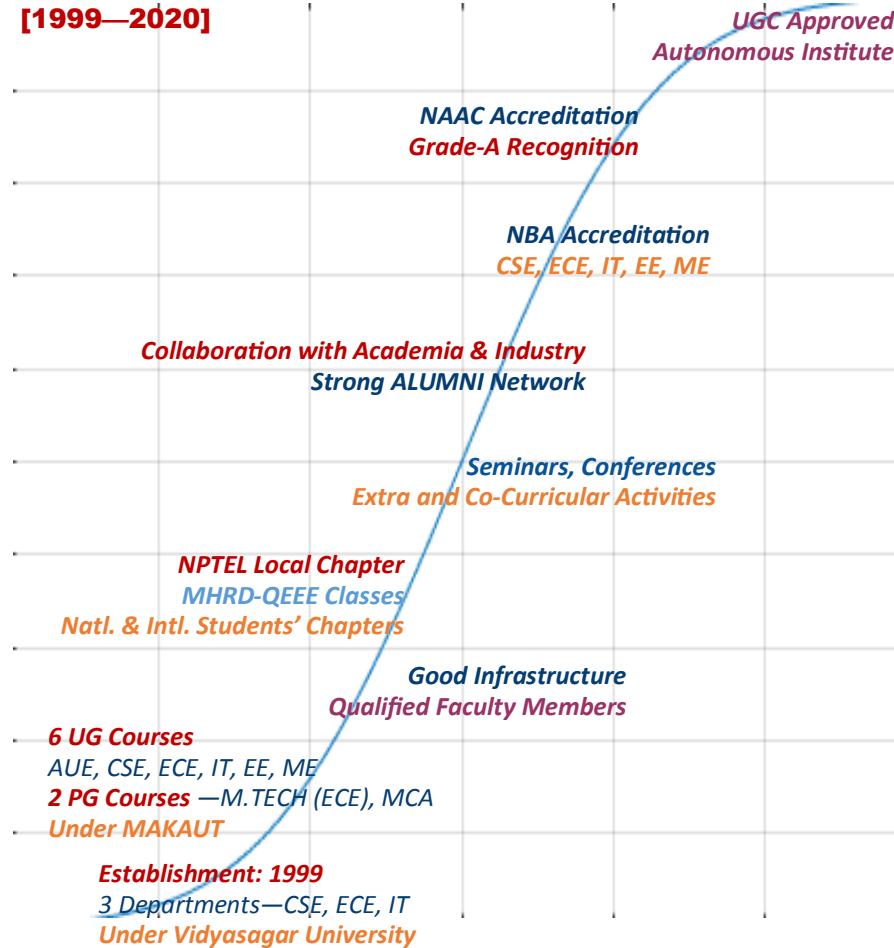 [1999—2020]
UGC Approved
Autonomous Institute
NAAC Accreditation
Grade-A Recognition
NBA Accreditation
CSE, ECE, IT, EE, ME
Collaboration with Academia & Industry
Strong ALUMNI Network
Seminars, Conferences
Extra and Co-Curricular Activities
NPTEL Local Chapter
MHRD-QEEE Classes
Natl. & Intl. Students’ Chapters
Good Infrastructure
Qualified Faculty Members
6 UG Courses
AUE, CSE, ECE, IT, EE, ME
2 PG Courses —M.TECH (ECE), MCA
Under MAKAUT
Establishment: 1999
3 Departments—CSE, ECE, IT
Under Vidyasagar University